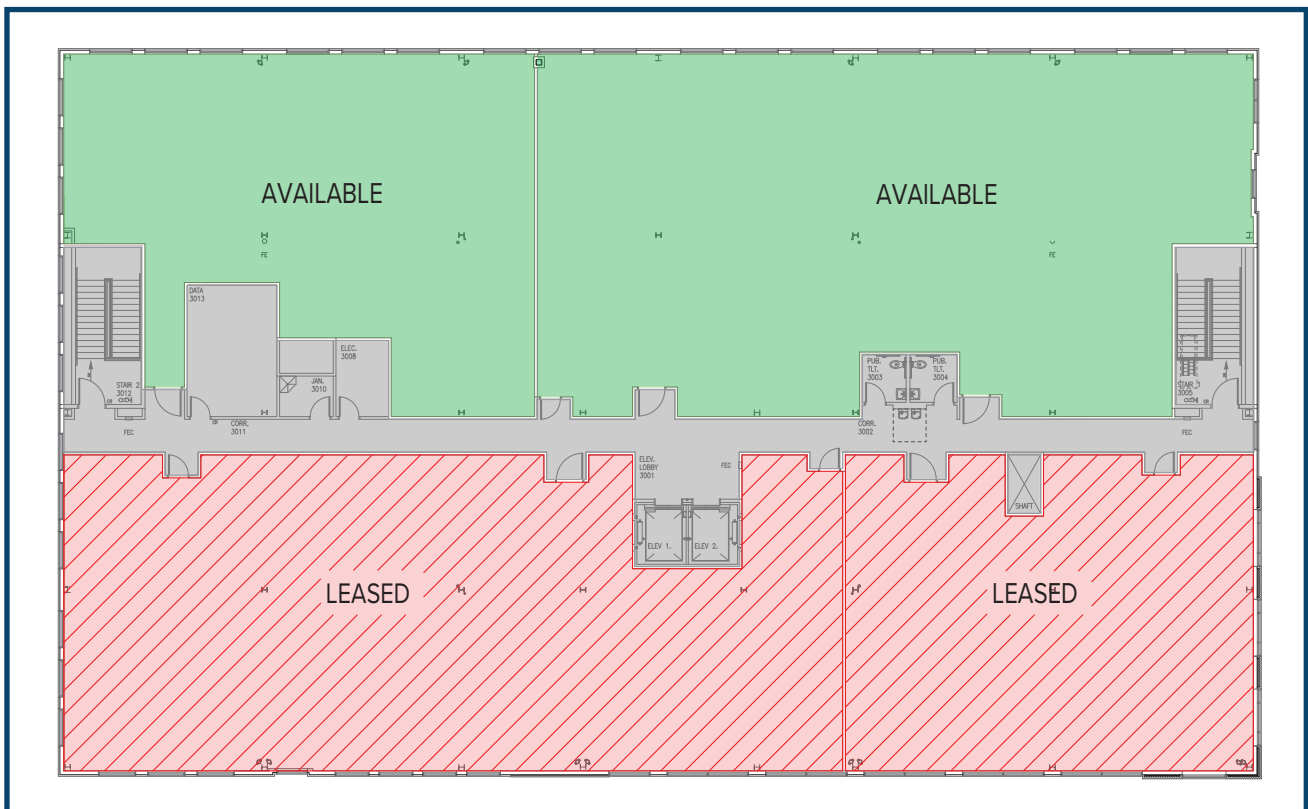 AVAILABLE
AVAILABLE
FE
FE
DATA
3013
ELEC.
3008
JAN.
3010
PUB.
TLT.
3003
PUB.
TLT.
3004
STAIR 2
3012
STAIR 1
3005
CORR.
3011
CORR.
3002
FEC
FEC
ELEV.
LOBBY
3001
FEC
SHAFT
ELEV 1.
ELEV 2.
LEASED
LEASED